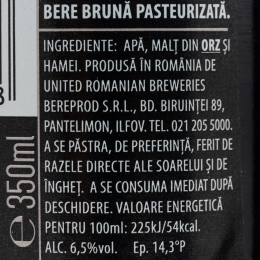 BERE BRUNĂ PASTEURIZATĂ.
INGREDIENTE: APĂ, MALȚ DIN ORZ ȘI
HAMEI. PRODUSĂ ÎN ROMÂNIA DE
UNITED ROMANIAN BREWERIES
BEREPROD S.R.L., BD. BIRUINȚEI 89,
PANTELIMON, ILFOV. TEL. 021 205 5000.
A SE PĂSTRA, DE PREFERINȚĂ, FERIT DE
RAZELE DIRECTE ALE SOARELUI ȘI DE
ÎNGHEȚ. A SE CONSUMA IMEDIAT DUPĂ
DESCHIDERE. VALOARE ENERGETICĂ
PENTRU 100ml: 225kJ/54kcal.
ALC. 6,5%vol. Ep. 14,3°P
℮350ml
8